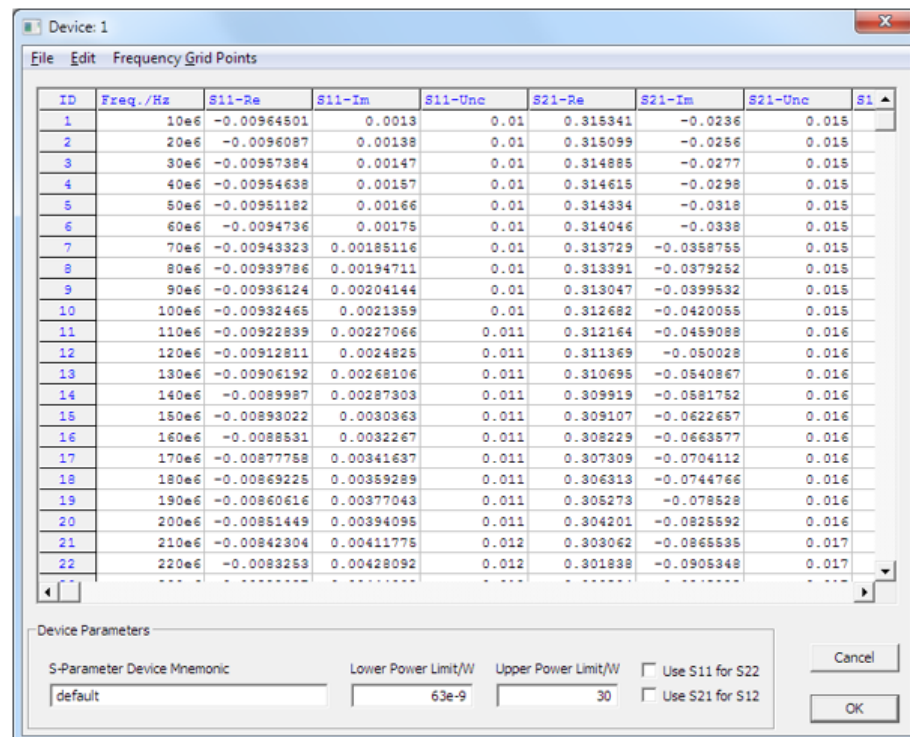 Device: 1
File Edit Frequency Grid Points
ID Freq./Hz S11-Re S11-Im S11-Unc S21-Re S21-Im S21-Unc S1
1 10e6 -0.00964501 0.0013 0.01 0.315341 -0.0236 0.015
2 20e6 -0.0096087 0.00138 0.01 0.315099 -0.0256 0.015
3 30e6 -0.00957384 0.00147 0.01 0.314885 -0.0277 0.015
4 40e6 -0.00954638 0.00157 0.01 0.314615 -0.0298 0.015
5 50e6 -0.00951182 0.00166 0.01 0.314334 -0.0318 0.015
6 60e6 -0.0094736 0.00175 0.01 0.314046 -0.0338 0.015
7 70e6 -0.00943323 0.00185116 0.01 0.313729 -0.0358755 0.015
8 80e6 -0.00939786 0.00194711 0.01 0.313391 -0.0379252 0.015
9 90e6 -0.00936124 0.00204144 0.01 0.313047 -0.0399532 0.015
10 100e6 -0.00932465 0.0021359 0.01 0.312682 -0.0420055 0.015
11 110e6 -0.00922839 0.00227066 0.011 0.312164 -0.0459088 0.016
12 120e6 -0.00912811 0.0024825 0.011 0.311369 -0.050028 0.016
13 130e6 -0.00906192 0.00268106 0.011 0.310695 -0.0540867 0.016
14 140e6 -0.0089987 0.00287303 0.011 0.309919 -0.0581752 0.016
15 150e6 -0.00893022 0.0030363 0.011 0.309107 -0.0622657 0.016
16 160e6 -0.0088531 0.0032267 0.011 0.308229 -0.0663577 0.016
17 170e6 -0.00877758 0.00341637 0.011 0.307309 -0.0704112 0.016
18 180e6 -0.00869225 0.00359289 0.011 0.306313 -0.0744766 0.016
19 190e6 -0.00860616 0.00377043 0.011 0.305273 -0.078528 0.016
20 200e6 -0.00851449 0.00394095 0.011 0.304201 -0.0825592 0.016
21 210e6 -0.00842304 0.00411775 0.012 0.303062 -0.0865535 0.017
22 220e6 -0.0083253 0.00428092 0.012 0.301838 -0.0905348 0.017
Device Parameters
S-Parameter Device Mnemonic Lower Power Limit/W Upper Power Limit/W Use S11 for S22 Cancel
default 63e-9 30 Use S21 for S12 OK